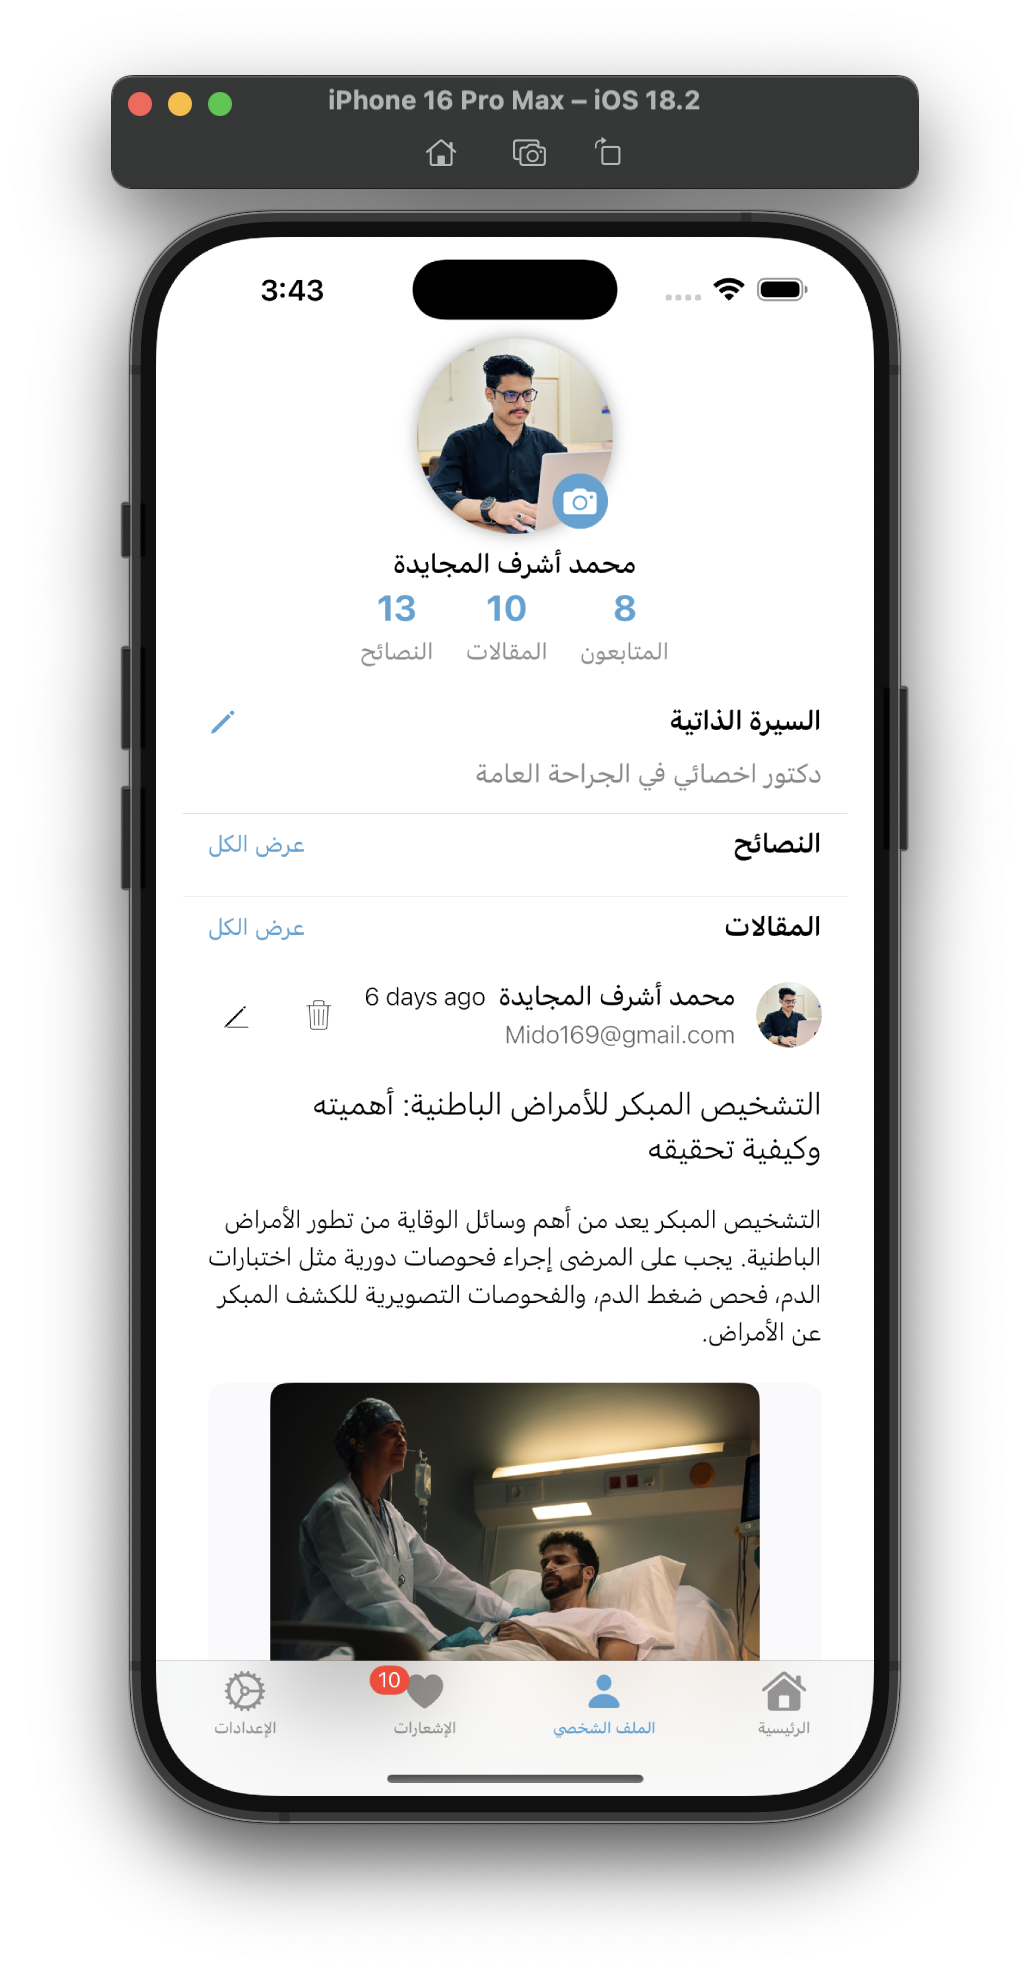 iPhone 16 Pro Max – iOS 18.2
3:43
محمد أشرف المجايدة
8 10 13
المتابعون المقالات النصائح
السيرة الذاتية
دكتور اخصائي في الجراحة العامة
النصائح عرض الكل
المقالات عرض الكل
محمد أشرف المجايدة 6 days ago
Mido169@gmail.com
التشخيص المبكر للأمراض الباطنية: أهميته
وكيفية تحقيقه
التشخيص المبكر يعد من أهم وسائل الوقاية من تطور الأمراض
الباطنية. يجب على المرضى إجراء فحوصات دورية مثل اختبارات
الدم، فحص ضغط الدم، والفحوصات التصويرية للكشف المبكر
عن الأمراض.
10
الرئيسية الملف الشخصي الإشعارات الإعدادات